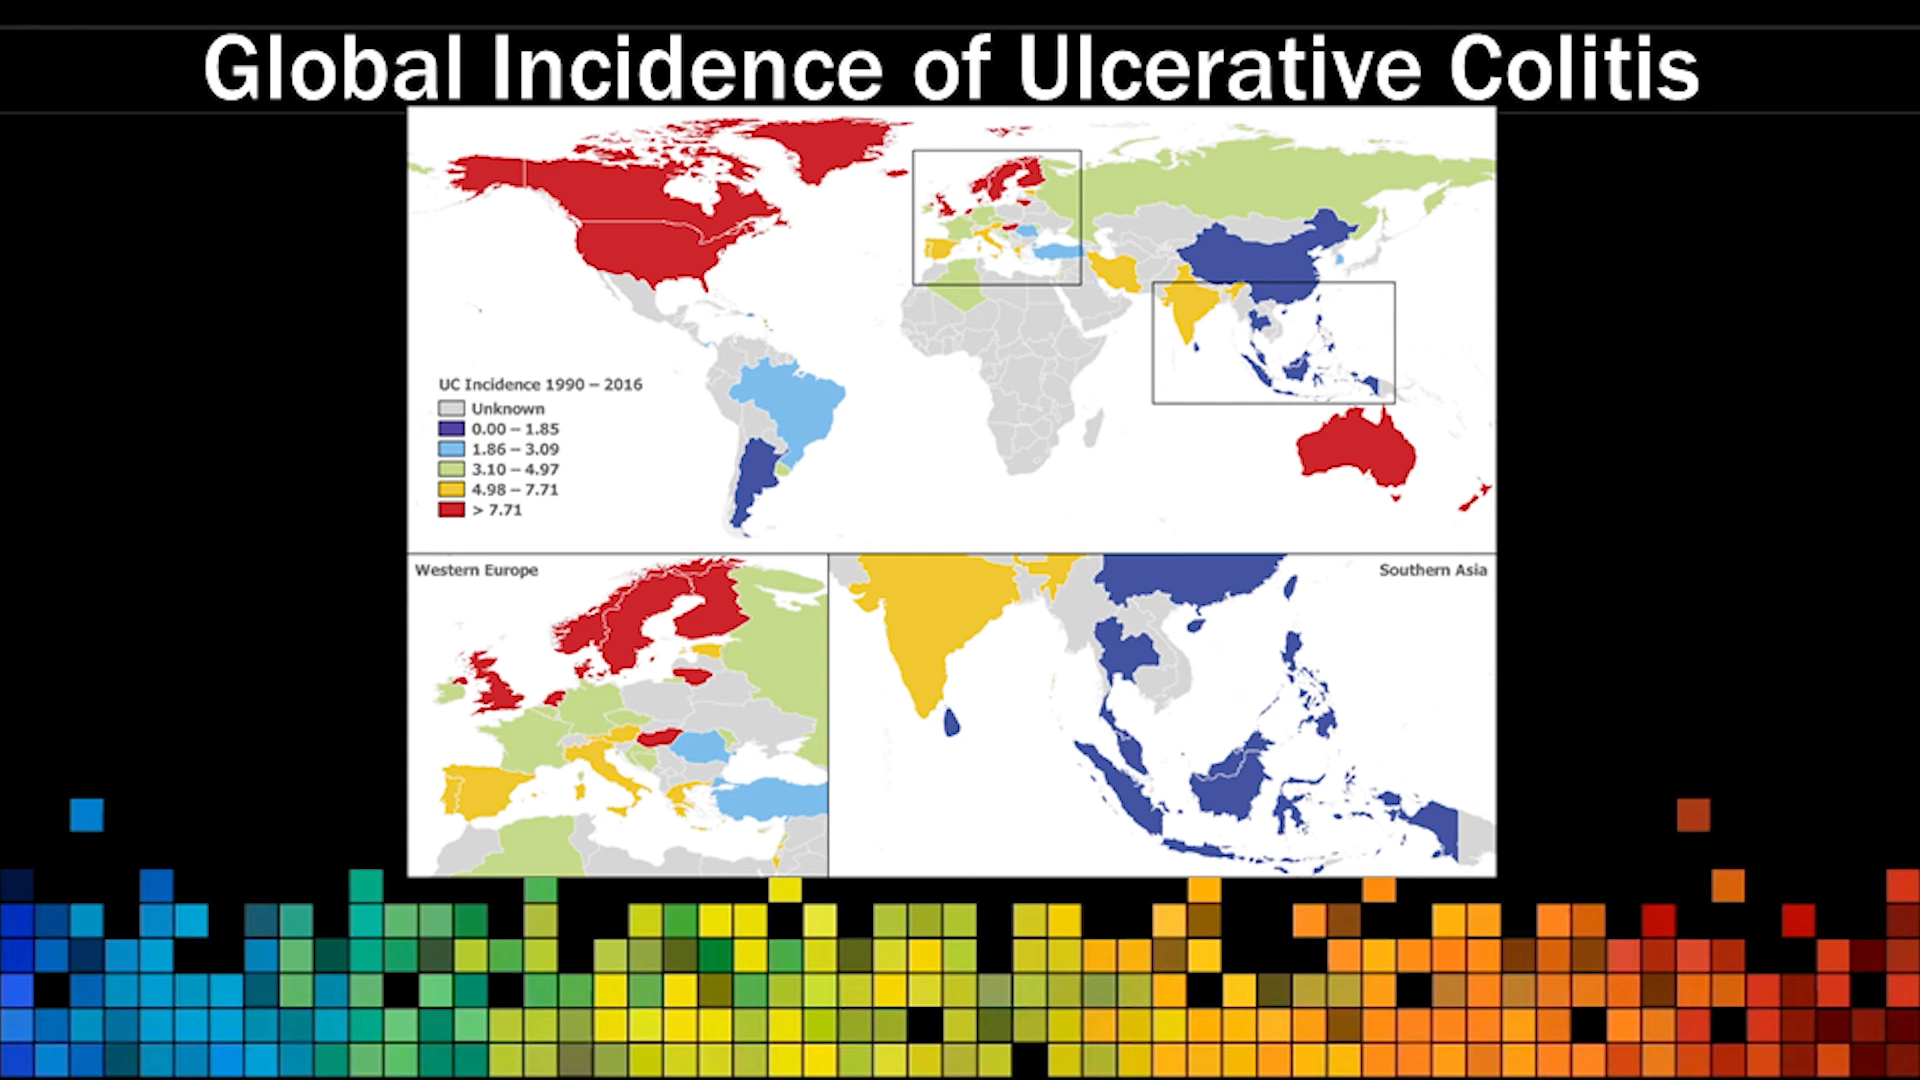 Global Incidence of Ulcerative Colitis
UC Incidence 1990 – 2016
Unknown
0.00 – 1.85
1.86 – 3.09
3.10 – 4.97
4.98 – 7.71
> 7.71
Western Europe
Southern Asia